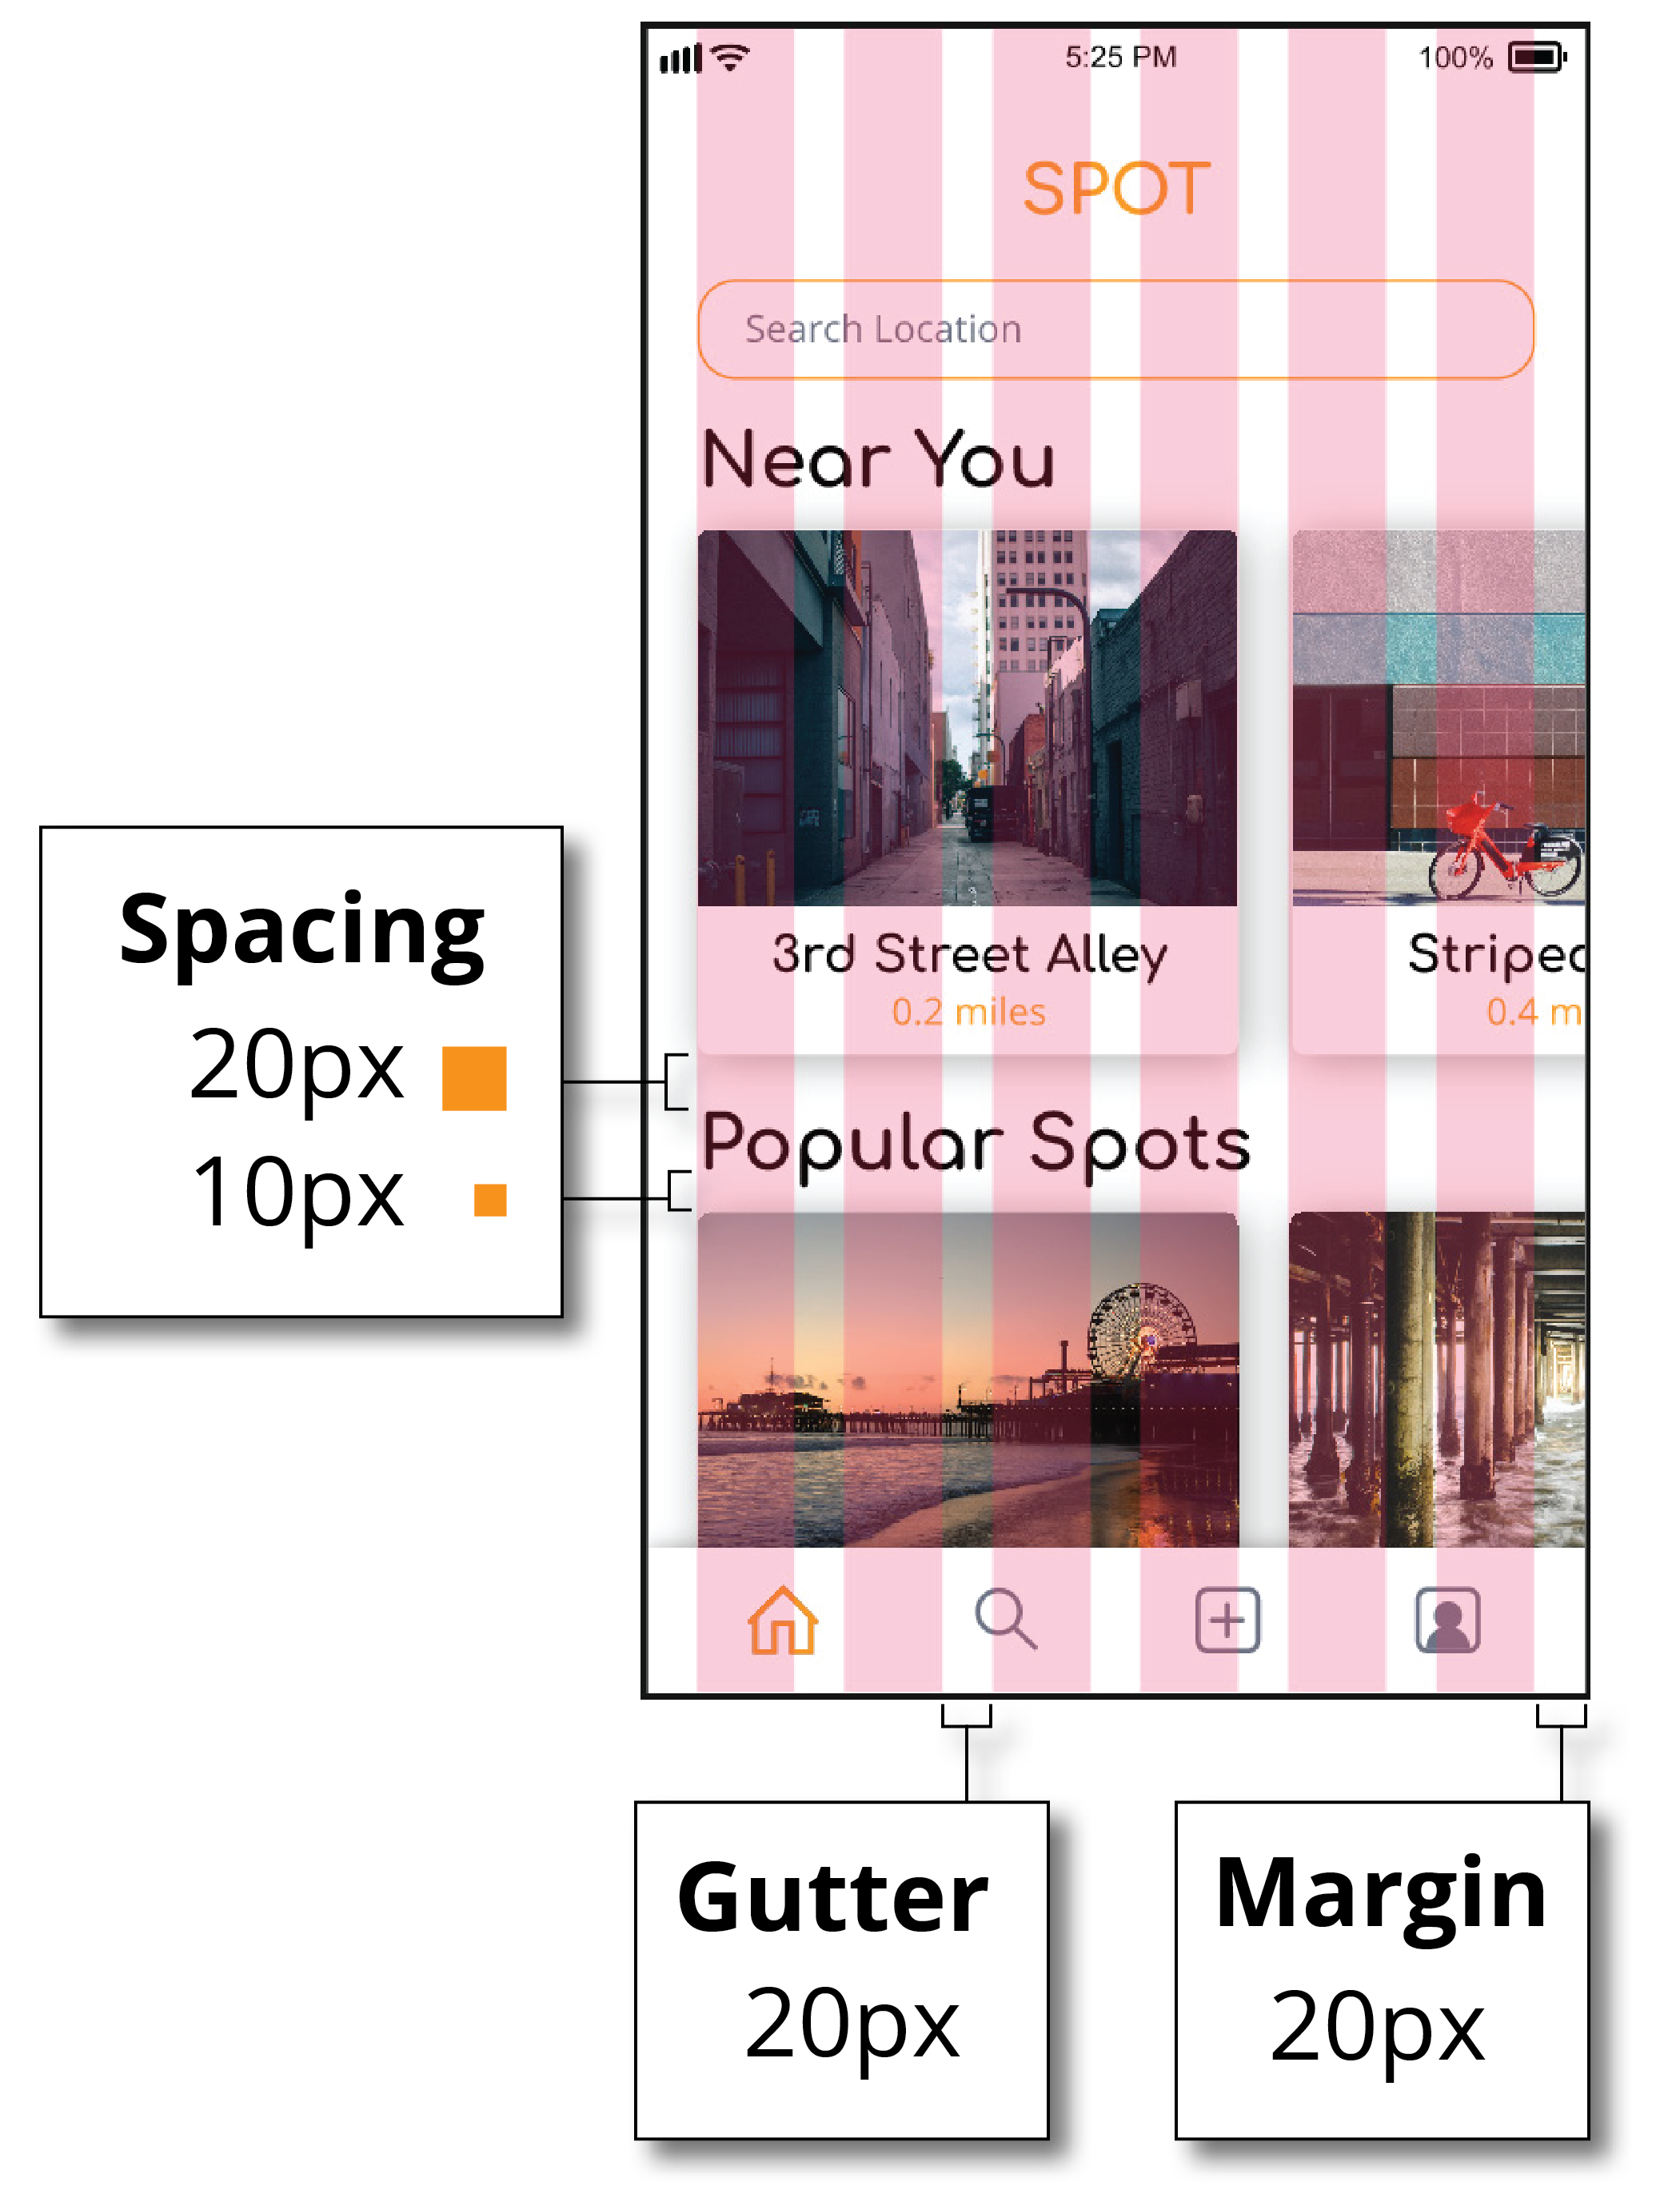 5:25 PM 100%
SPOT
Search Location
Near You
3rd Street Alley
0.2 miles
Striped
0.4 m
Popular Spots
Spacing
20px
10px
Gutter
20px
Margin
20px